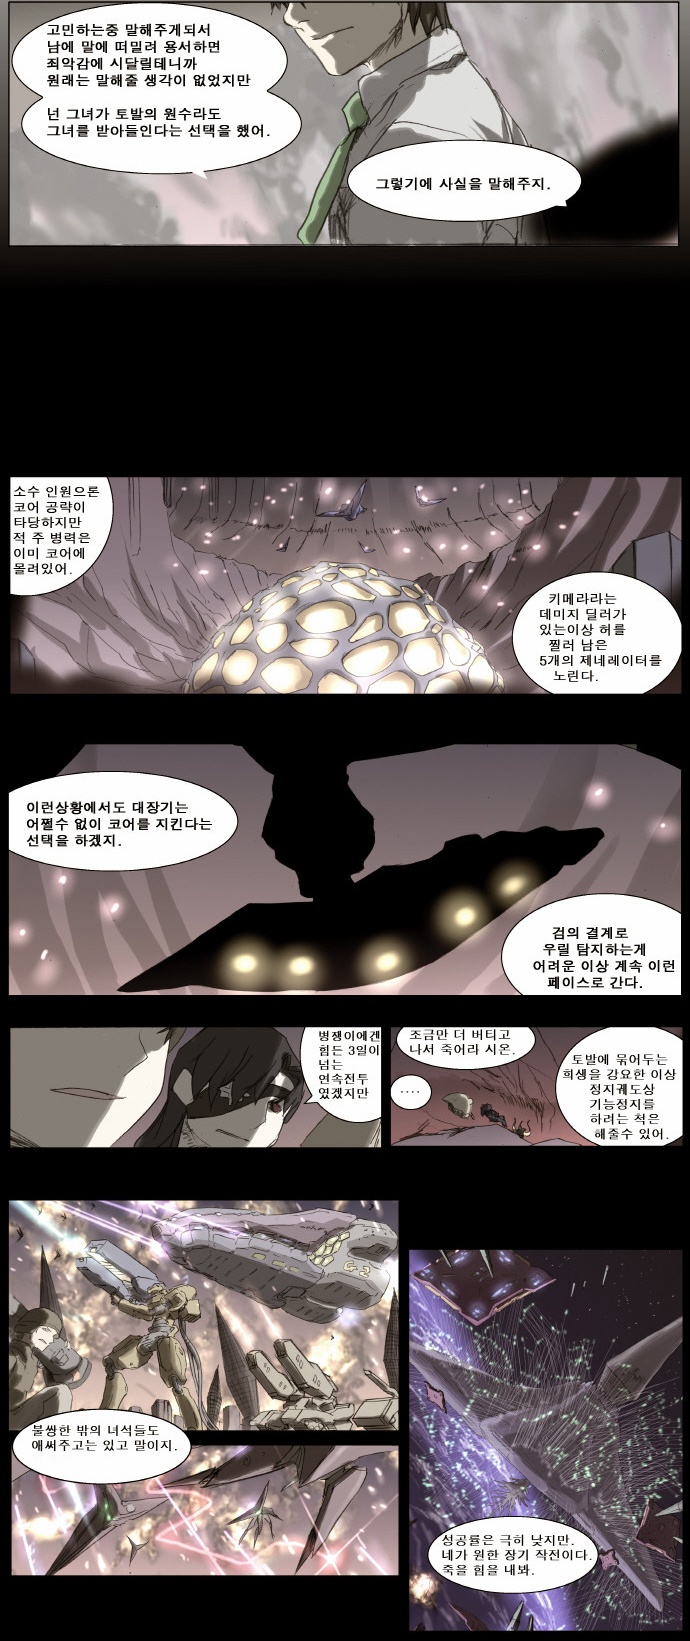 고민하는중 말해주게되서
남에 말에 떠밀려 용서하면
죄악감에 시달릴테니까
원래는 말해줄 생각이 없었지만
넌 그녀가 토발의 원수라도
그녀를 받아들인다는 선택을 했어.
그렇기에 사실을 말해주지.
소수 인원으론
코어 공략이
타당하지만
적 주 병력은
이미 코어에
몰려있어.
키메라라는
데미지 딜러가
있는이상 허를
찔러 남은
5개의 제네레이터를
노린다.
이런상황에서도 대장기는
어쩔수 없이 코어를 지킨다는
선택을 하겠지.
검의 결계로
우릴 탐지하는게
어려운 이상 계속 이런
페이스로 간다.
병쟁이에겐
힘든 3일이
넘는
연속전투
였겠지만
조금만 더 버티고
나서 죽어라 시온.
....
토발에 묶어두는
희생을 강요한 이상
정지궤도상
기능정지를
하려는 척은
해줄수 있어.
G2
불쌍한 밖의 녀석들도
애써주고는 있고 말이지.
성공률은 극히 낮지만.
네가 원한 장기 작전이다.
죽을 힘을 내봐.